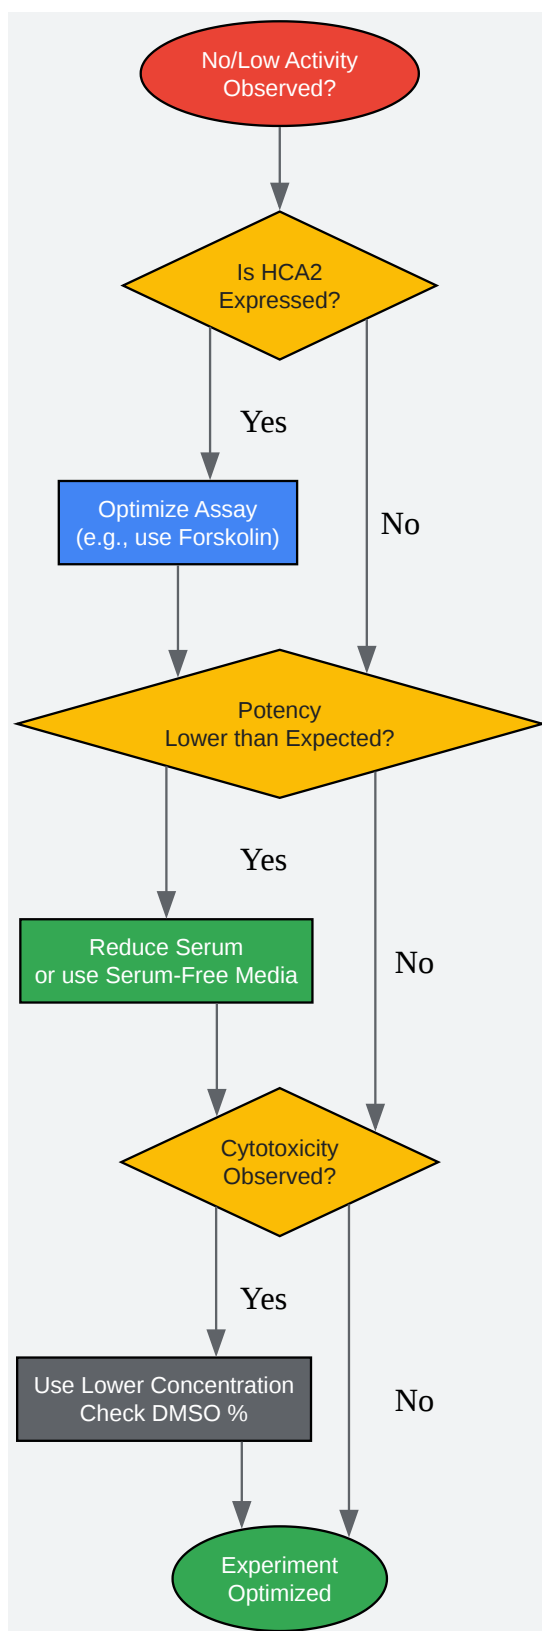 No/Low Activity
Observed?
Is HCA2
Expressed?
Yes
Optimize Assay
(e.g., use Forskolin)
No
Potency
Lower than Expected?
Yes
Reduce Serum
or use Serum-Free Media
No
Cytotoxicity
Observed?
Yes
Use Lower Concentration
Check DMSO %
No
Experiment
Optimized